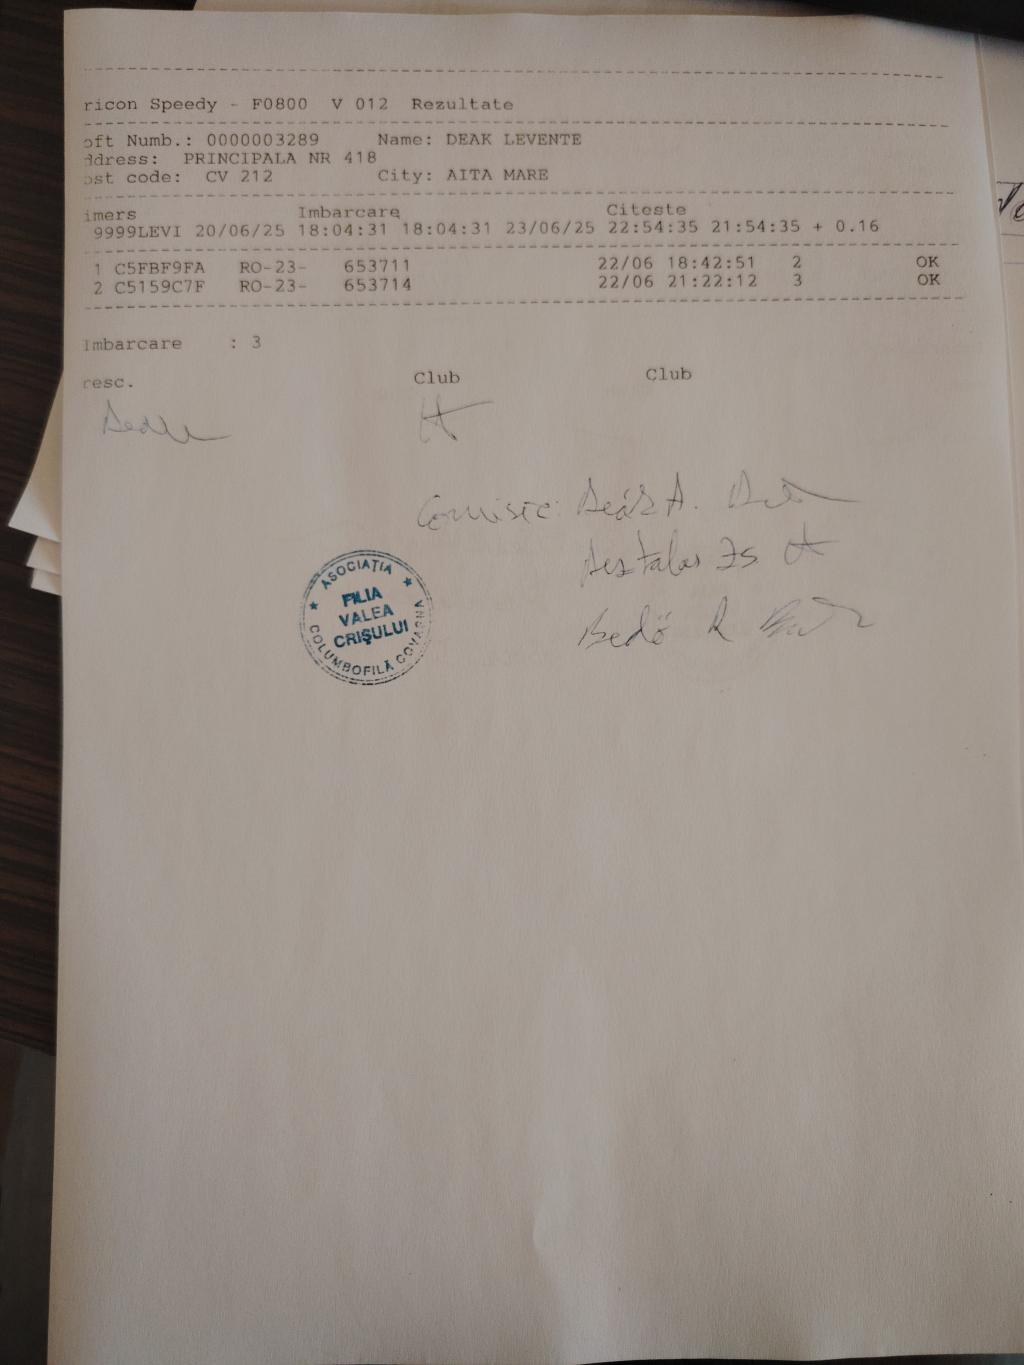 ricon Speedy - F0800 V 012 Rezultate
oft Numb.: 0000003289 Name: DEAK LEVENTE
ddress: PRINCIPALA NR 418
ost code: CV 212 City: AITA MARE
imers Imbarcare Citeste
9999LEVI 20/06/25 18:04:31 18:04:31 23/06/25 22:54:35 21:54:35 + 0.16
1 C5FBF9FA RO-23- 653711 22/06 18:42:51 2 OK
2 C5159C7F RO-23- 653714 22/06 21:22:12 3 OK
Imbarcare : 3
resc. Club Club
Comisie: Deák A.
Zs
Bedő R
ASOCIAȚIA
FILIA
VALEA
CRIȘULUI
COLUMBOFILĂ COVASNA